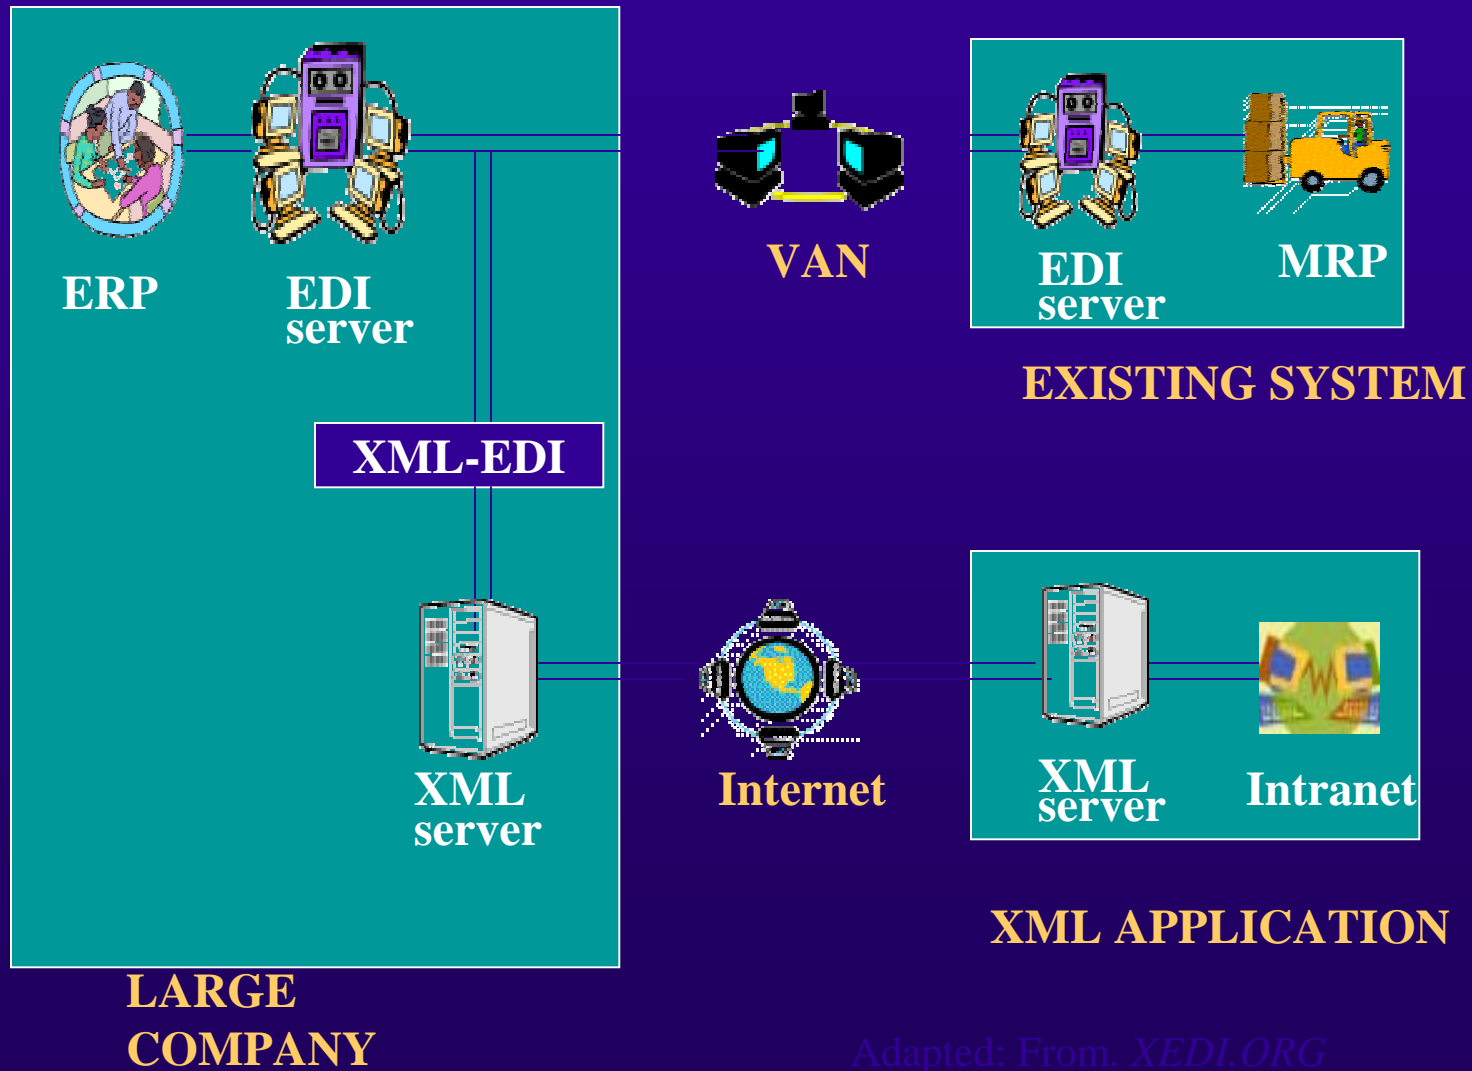 ERP
EDI
server
VAN
EDI
server
MRP
EXISTING SYSTEM
XML-EDI
XML
server
Internet
XML
server
Intranet
XML APPLICATION
LARGE
COMPANY
Adapted: From. XEDI.ORG